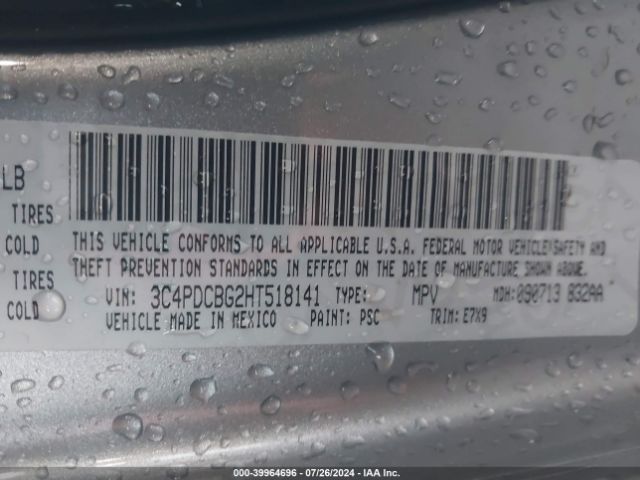 LB
TIRES
COLD
TIRES
COLD
THIS VEHICLE CONFORMS TO ALL APPLICABLE U.S.A. FEDERAL MOTOR VEHICLE SAFETY AND
THEFT PREVENTION STANDARDS IN EFFECT ON THE DATE OF MANUFACTURE SHOWN ABOVE.
VIN: 3C4PDCBG2HT518141 TYPE: MPV MDH: 090713 832AA
VEHICLE MADE IN MEXICO PAINT: PSC TRIM: E7X9
000-39964696 / 07/26/2024 - IAA Inc.